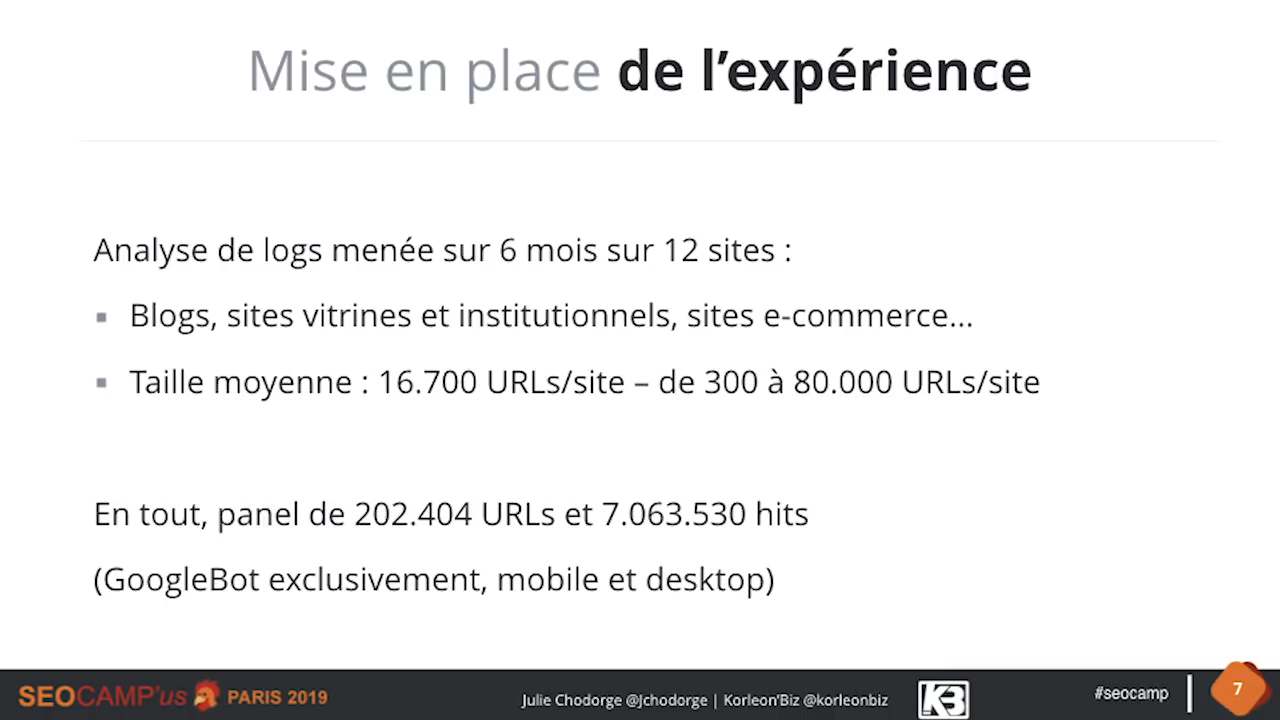 Mise en place de l’expérience
Analyse de logs menée sur 6 mois sur 12 sites :
▪ Blogs, sites vitrines et institutionnels, sites e-commerce...
▪ Taille moyenne : 16.700 URLs/site – de 300 à 80.000 URLs/site
En tout, panel de 202.404 URLs et 7.063.530 hits
(GoogleBot exclusivement, mobile et desktop)
SEOCAMP'us PARIS 2019
Julie Chodorge @Jchodorge | Korleon'Biz @korleonbiz
KB
#seocamp
7